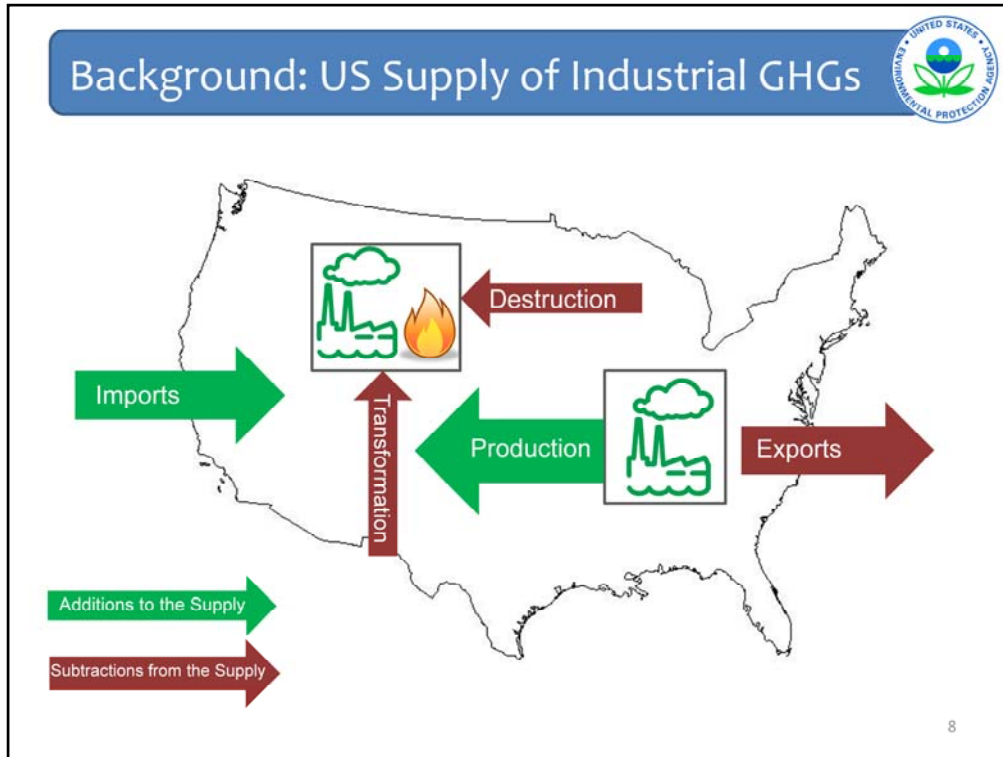 Background: US Supply of Industrial GHGs
UNITED STATES
ENVIRONMENTAL PROTECTION AGENCY
Destruction
Imports
Transformation
Production
Exports
Additions to the Supply
Subtractions from the Supply
8